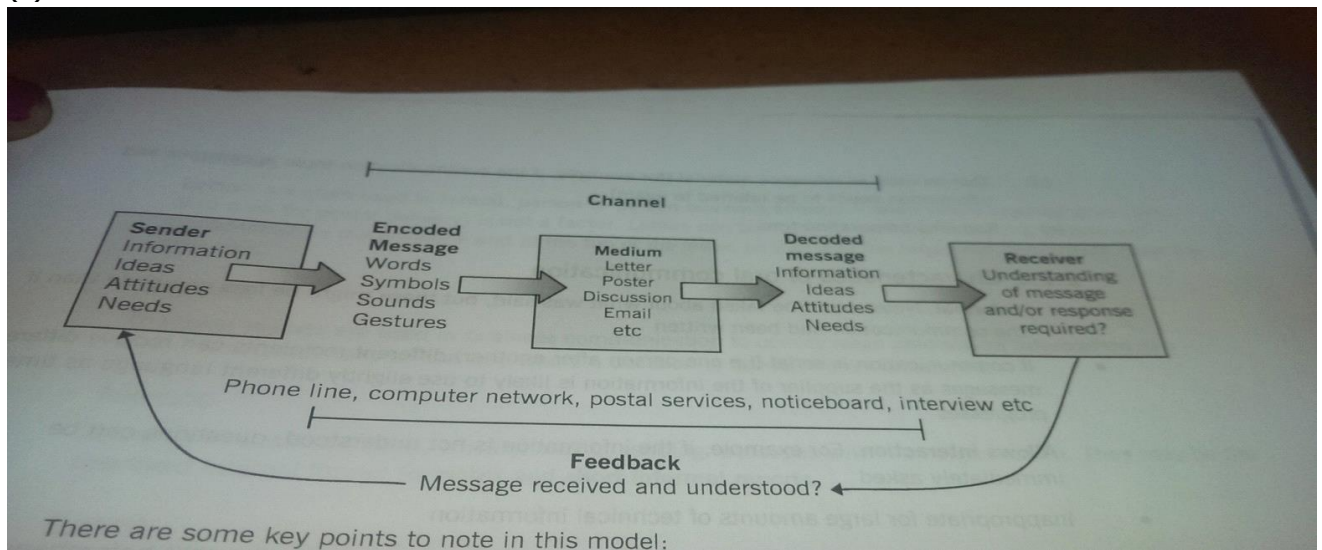 Channel
Sender
Information
Ideas
Attitudes
Needs
Encoded
Message
Words
Symbols
Sounds
Gestures
Medium
Letter
Poster
Discussion
Email
etc
Decoded
message
Information
Ideas
Attitudes
Needs
Receiver
Understanding
of message
and/or response
required?
Phone line, computer network, postal services, noticeboard, interview etc
Feedback
Message received and understood?
There are some key points to note in this model: